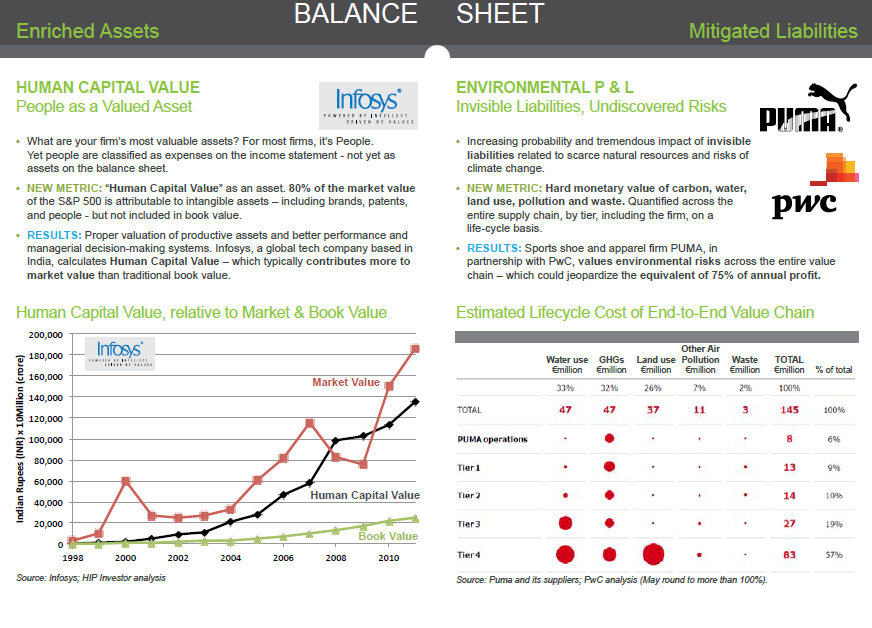 BALANCE SHEET
Enriched Assets
Mitigated Liabilities
HUMAN CAPITAL VALUE
People as a Valued Asset
Infosys®
POWERED BY INTELLECT
DRIVEN BY VALUES
• What are your firm's most valuable assets? For most firms, it's People.
Yet people are classified as expenses on the income statement - not yet as
assets on the balance sheet.
• NEW METRIC: "Human Capital Value" as an asset. 80% of the market value
of the S&P 500 is attributable to intangible assets – including brands, patents,
and people - but not included in book value.
• RESULTS: Proper valuation of productive assets and better performance and
managerial decision-making systems. Infosys, a global tech company based in
India, calculates Human Capital Value – which typically contributes more to
market value than traditional book value.
Human Capital Value, relative to Market & Book Value
Infosys®
POWERED BY INTELLECT
DRIVEN BY VALUES
Indian Rupees (INR) x 10Million (crore)
200,000
180,000
160,000
140,000
120,000
100,000
80,000
60,000
40,000
20,000
0
1998 2000 2002 2004 2006 2008 2010
Market Value
Human Capital Value
Book Value
Source: Infosys; HIP Investor analysis
ENVIRONMENTAL P & L
Invisible Liabilities, Undiscovered Risks
PUMA®
pwc
• Increasing probability and tremendous impact of invisible
liabilities related to scarce natural resources and risks of
climate change.
• NEW METRIC: Hard monetary value of carbon, water,
land use, pollution and waste. Quantified across the
entire supply chain, by tier, including the firm, on a
life-cycle basis.
• RESULTS: Sports shoe and apparel firm PUMA, in
partnership with PwC, values environmental risks across the entire value
chain – which could jeopardize the equivalent of 75% of annual profit.
Estimated Lifecycle Cost of End-to-End Value Chain
Water use €million GHGs €million Land use €million Other Air Pollution €million Waste €million TOTAL €million % of total
33% 32% 26% 7% 2% 100%
TOTAL 47 47 37 11 3 145 100%
PUMA operations 8 6%
Tier 1 13 9%
Tier 2 14 10%
Tier 3 27 19%
Tier 4 83 57%
Source: Puma and its suppliers; PwC analysis (May round to more than 100%).